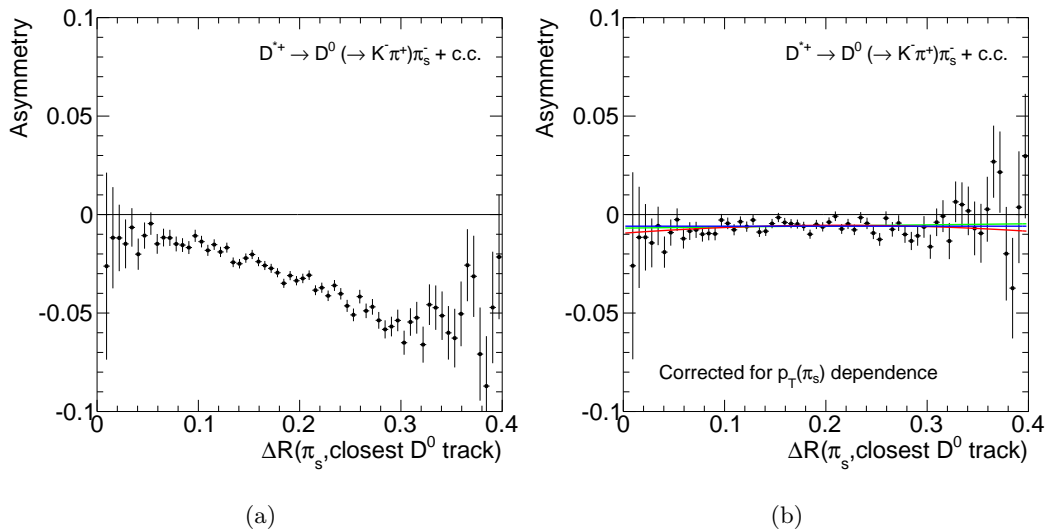 0.1
0.05
0
-0.05
-0.1
Asymmetry
D*+ → D0 (→ K-π+)πs- + c.c.
0 0.1 0.2 0.3 0.4
ΔR(πs,closest D0 track)
(a)
0.1
0.05
0
-0.05
-0.1
Asymmetry
D*+ → D0 (→ K-π+)πs- + c.c.
Corrected for pT(πs) dependence
0 0.1 0.2 0.3 0.4
ΔR(πs,closest D0 track)
(b)